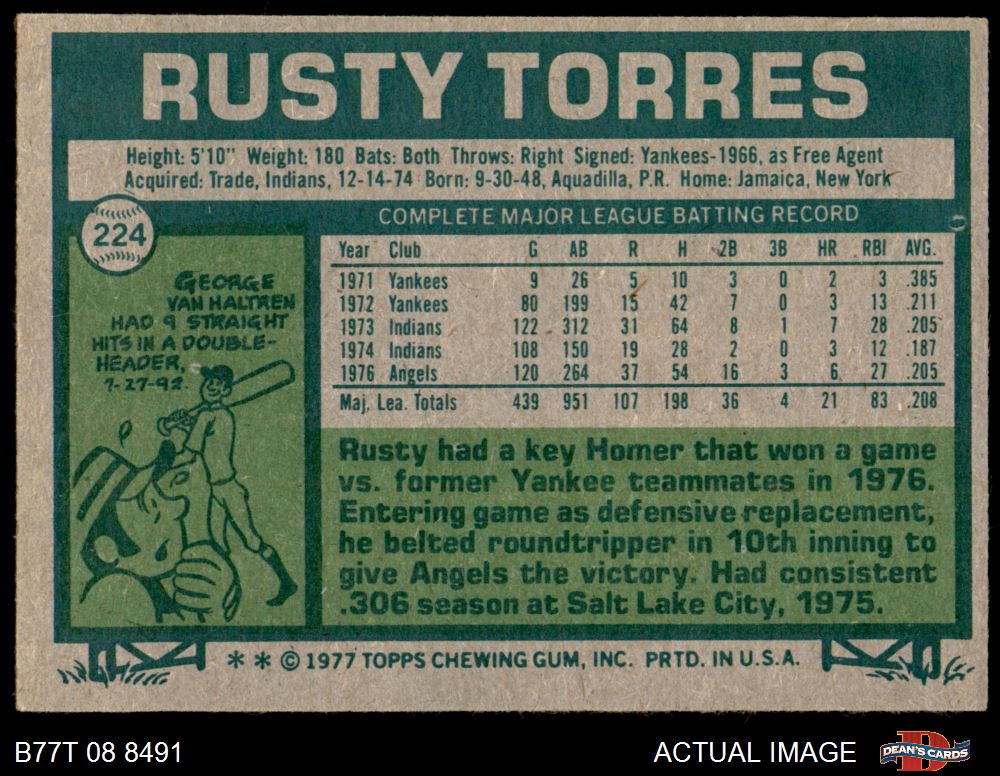 RUSTY TORRES
Height: 5'10" Weight: 180 Bats: Both Throws: Right Signed: Yankees-1966, as Free Agent
Acquired: Trade, Indians, 12-14-74 Born: 9-30-48, Aquadilla, P.R. Home: Jamaica, New York
224
GEORGE
VAN HALTREN
HAD 9 STRAIGHT
HITS IN A DOUBLE-
HEADER,
7-27-92.
COMPLETE MAJOR LEAGUE BATTING RECORD
Year Club G AB R H 2B 3B HR RBI AVG.
1971 Yankees 9 26 5 10 3 0 2 3 .385
1972 Yankees 80 199 15 42 7 0 3 13 .211
1973 Indians 122 312 31 64 8 1 7 28 .205
1974 Indians 108 150 19 28 2 0 3 12 .187
1976 Angels 120 264 37 54 16 3 6 27 .205
Maj. Lea. Totals 439 951 107 198 36 4 21 83 .208
Rusty had a key Homer that won a game
vs. former Yankee teammates in 1976.
Entering game as defensive replacement,
he belted roundtripper in 10th inning to
give Angels the victory. Had consistent
.306 season at Salt Lake City, 1975.
** © 1977 TOPPS CHEWING GUM, INC. PRTD. IN U.S.A.
B77T 08 8491
ACTUAL IMAGE
DEAN'S CARDS